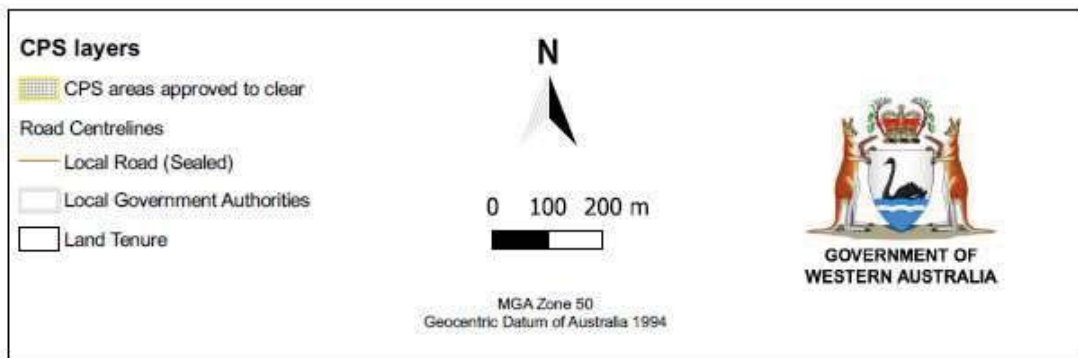 CPS layers
CPS areas approved to clear
Road Centrelines
Local Road (Sealed)
Local Government Authorities
Land Tenure
N
0 100 200 m
MGA Zone 50
Geocentric Datum of Australia 1994
GOVERNMENT OF
WESTERN AUSTRALIA